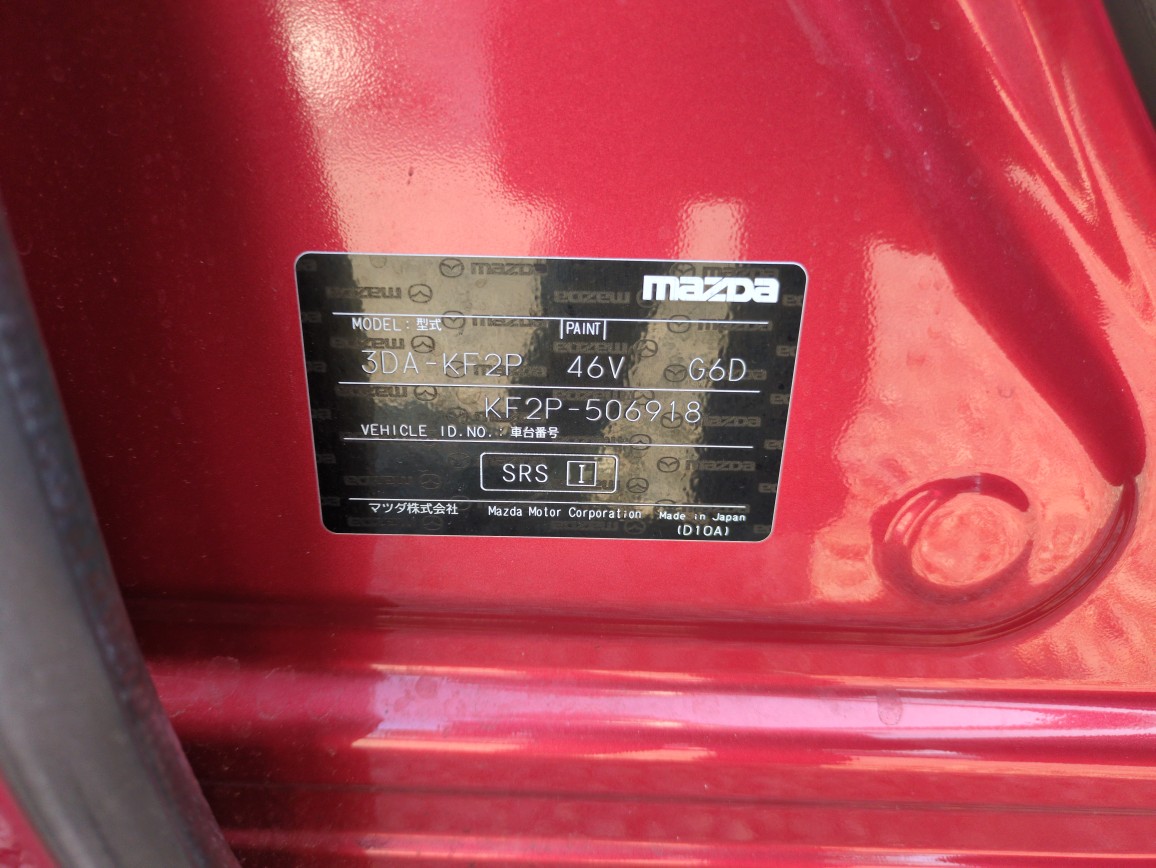 mazda
MODEL: 型式 PAINT
3DA-KF2P 46V G6D
KF2P-506918
VEHICLE ID.NO.: 車台番号
SRS I
マツダ株式会社 Mazda Motor Corporation Made in Japan
(D10A)